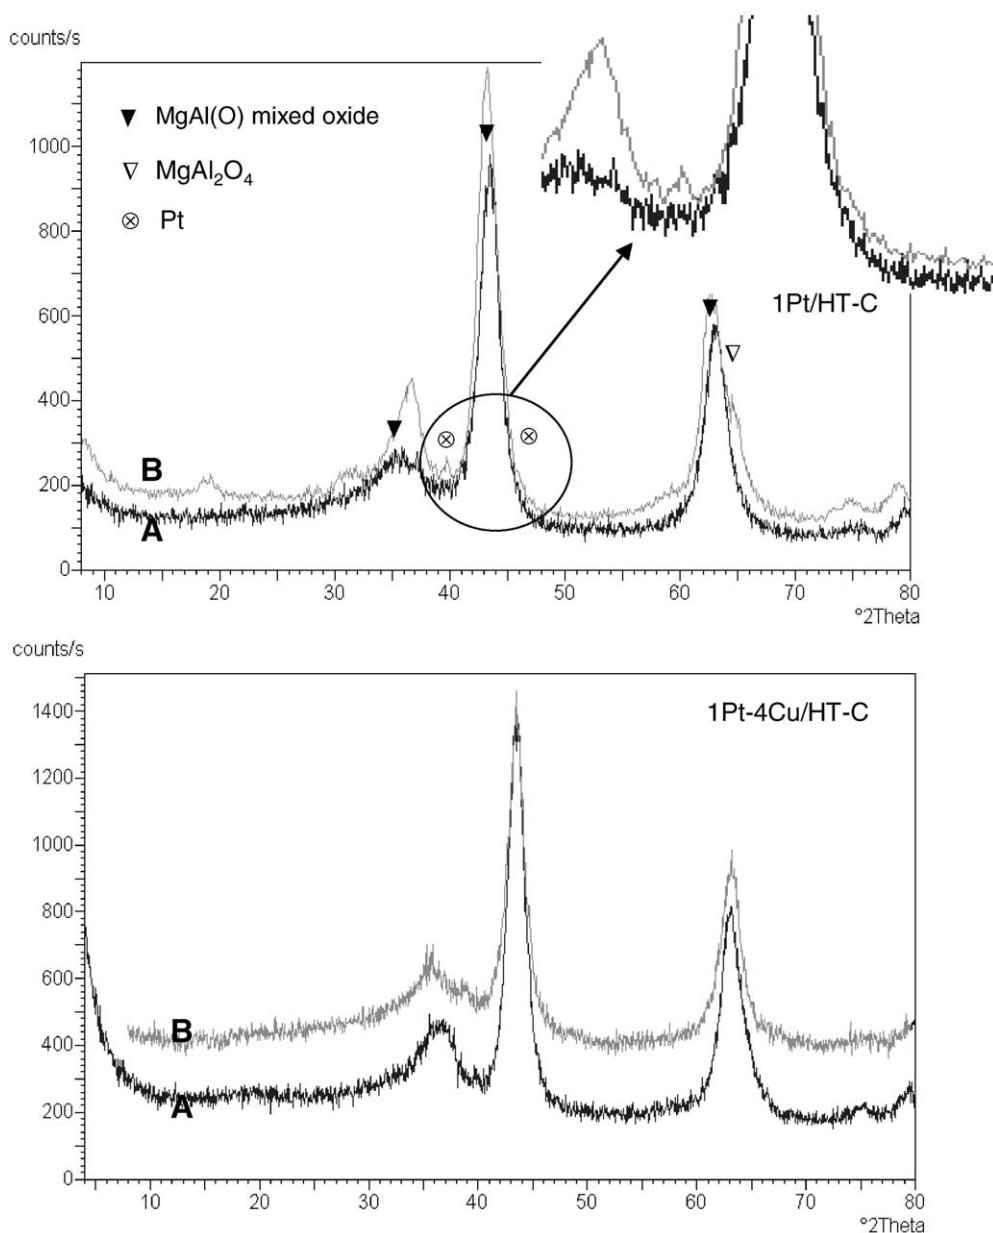 counts/s
▼ MgAl(O) mixed oxide
▽ MgAl₂O₄
⊗ Pt
1000
800
600
400
200
0
1Pt/HT-C
B
A
10 20 30 40 50 60 70 80
°2Theta
counts/s
1Pt-4Cu/HT-C
1400
1200
1000
800
600
400
200
0
B
A
10 20 30 40 50 60 70 80
°2Theta